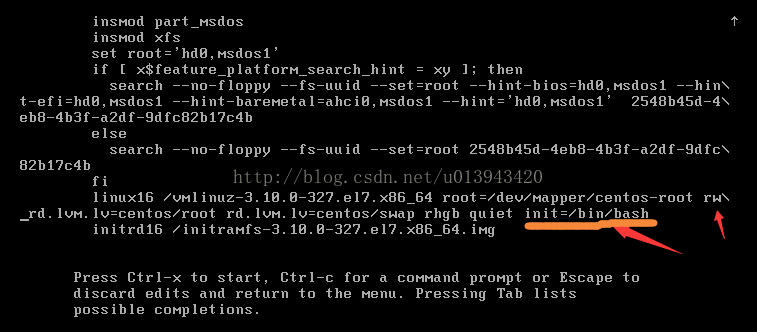 insmod part_msdos
insmod xfs
set root='hd0,msdos1'
if [ x$feature_platform_search_hint = xy ]; then
search --no-floppy --fs-uuid --set=root --hint-bios=hd0,msdos1 --hin\
t-efi=hd0,msdos1 --hint-baremetal=ahci0,msdos1 --hint='hd0,msdos1'  2548b45d-4\
eb8-4b3f-a2df-9dfc82b17c4b
else
search --no-floppy --fs-uuid --set=root 2548b45d-4eb8-4b3f-a2df-9dfc\
82b17c4b
fi
http://blog.csdn.net/u013943420
linux16 /vmlinuz-3.10.0-327.el7.x86_64 root=/dev/mapper/centos-root rw\
_rd.lvm.lv=centos/root rd.lvm.lv=centos/swap rhgb quiet init=/bin/bash
initrd16 /initramfs-3.10.0-327.el7.x86_64.img
Press Ctrl-x to start, Ctrl-c for a command prompt or Escape to
discard edits and return to the menu. Pressing Tab lists
possible completions.